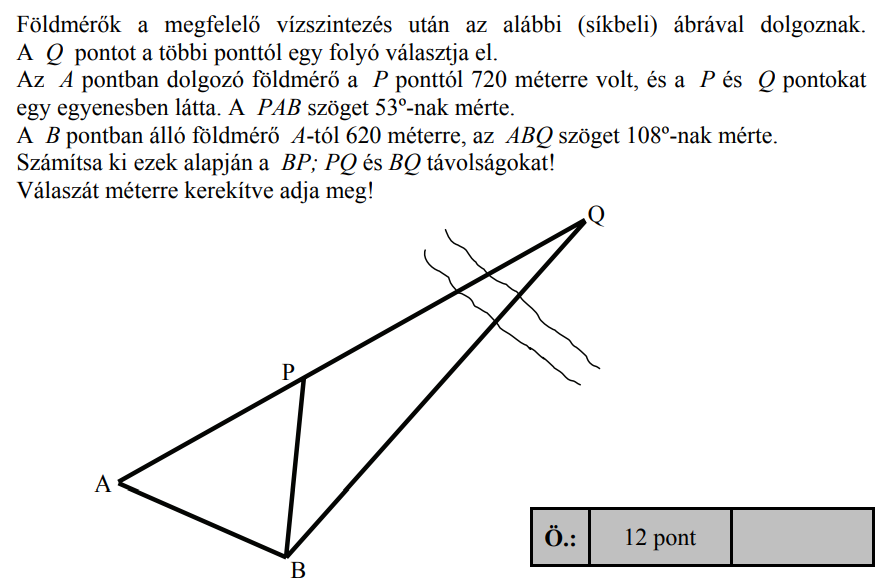 Földmérők a megfelelő vízszintezés után az alábbi (síkbeli) ábrával dolgoznak.
A Q pontot a többi ponttól egy folyó választja el.
Az A pontban dolgozó földmérő a P ponttól 720 méterre volt, és a P és Q pontokat
egy egyenesben látta. A PAB szöget 53º-nak mérte.
A B pontban álló földmérő A-tól 620 méterre, az ABQ szöget 108º-nak mérte.
Számítsa ki ezek alapján a BP; PQ és BQ távolságokat!
Válaszát méterre kerekítve adja meg!
Q
P
A
B
Ö.: 12 pont